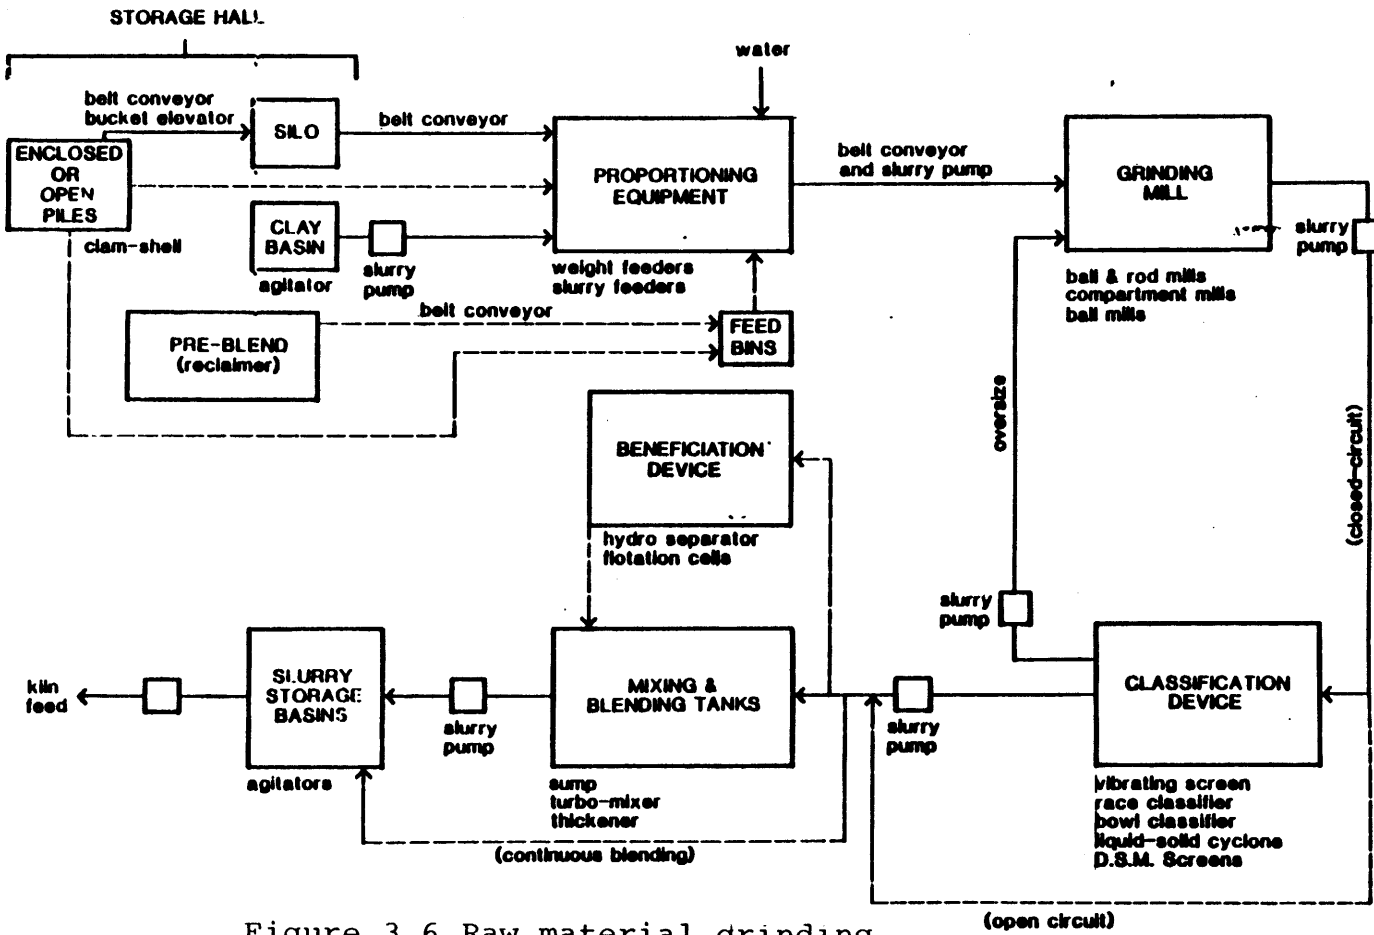 STORAGE HALL
water
belt conveyor
bucket elevator
SILO
belt conveyor
ENCLOSED
OR
OPEN
PILES
PROPORTIONING
EQUIPMENT
belt conveyor
and slurry pump
GRINDING
MILL
CLAY
BASIN
clam-shell
agitator
slurry
pump
weight feeders
slurry feeders
slurry
pump
ball & rod mills
compartment mills
ball mills
belt conveyor
PRE-BLEND
(reclaimer)
FEED
BINS
oversize
(closed-circuit)
BENEFICIATION
DEVICE
hydro separator
flotation cells
slurry
pump
kiln
feed
SLURRY
STORAGE
BASINS
agitators
slurry
pump
MIXING &
BLENDING TANKS
sump
turbo-mixer
thickener
slurry
pump
CLASSIFICATION
DEVICE
vibrating screen
race classifier
bowl classifier
liquid-solid cyclone
D.S.M. Screens
(continuous blending)
(open circuit)
Figure 3.6 Raw material grinding